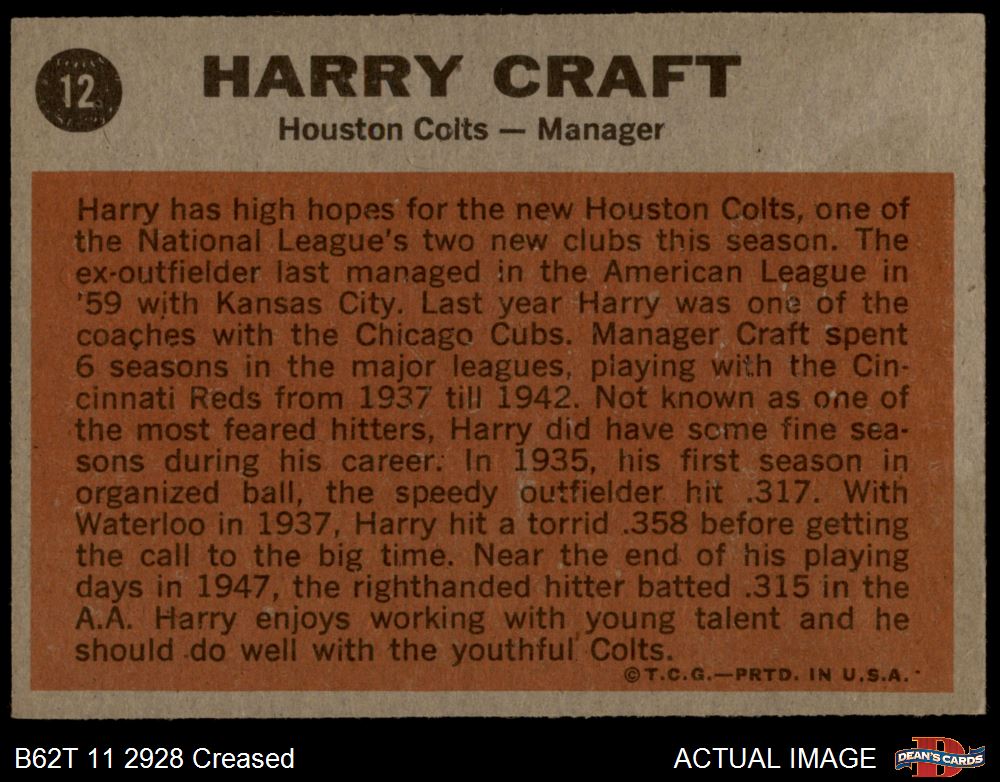 12
HARRY CRAFT
Houston Colts — Manager
Harry has high hopes for the new Houston Colts, one of
the National League's two new clubs this season. The
ex-outfielder last managed in the American League in
'59 with Kansas City. Last year Harry was one of the
coaches with the Chicago Cubs. Manager Craft spent
6 seasons in the major leagues, playing with the Cin-
cinnati Reds from 1937 till 1942. Not known as one of
the most feared hitters, Harry did have some fine sea-
sons during his career. In 1935, his first season in
organized ball, the speedy outfielder hit .317. With
Waterloo in 1937, Harry hit a torrid .358 before getting
the call to the big time. Near the end of his playing
days in 1947, the righthanded hitter batted .315 in the
A.A. Harry enjoys working with young talent and he
should do well with the youthful Colts.
©T.C.G.—PRTD. IN U.S.A.
B62T 11 2928 Creased
ACTUAL IMAGE
D
DEAN'S CARDS